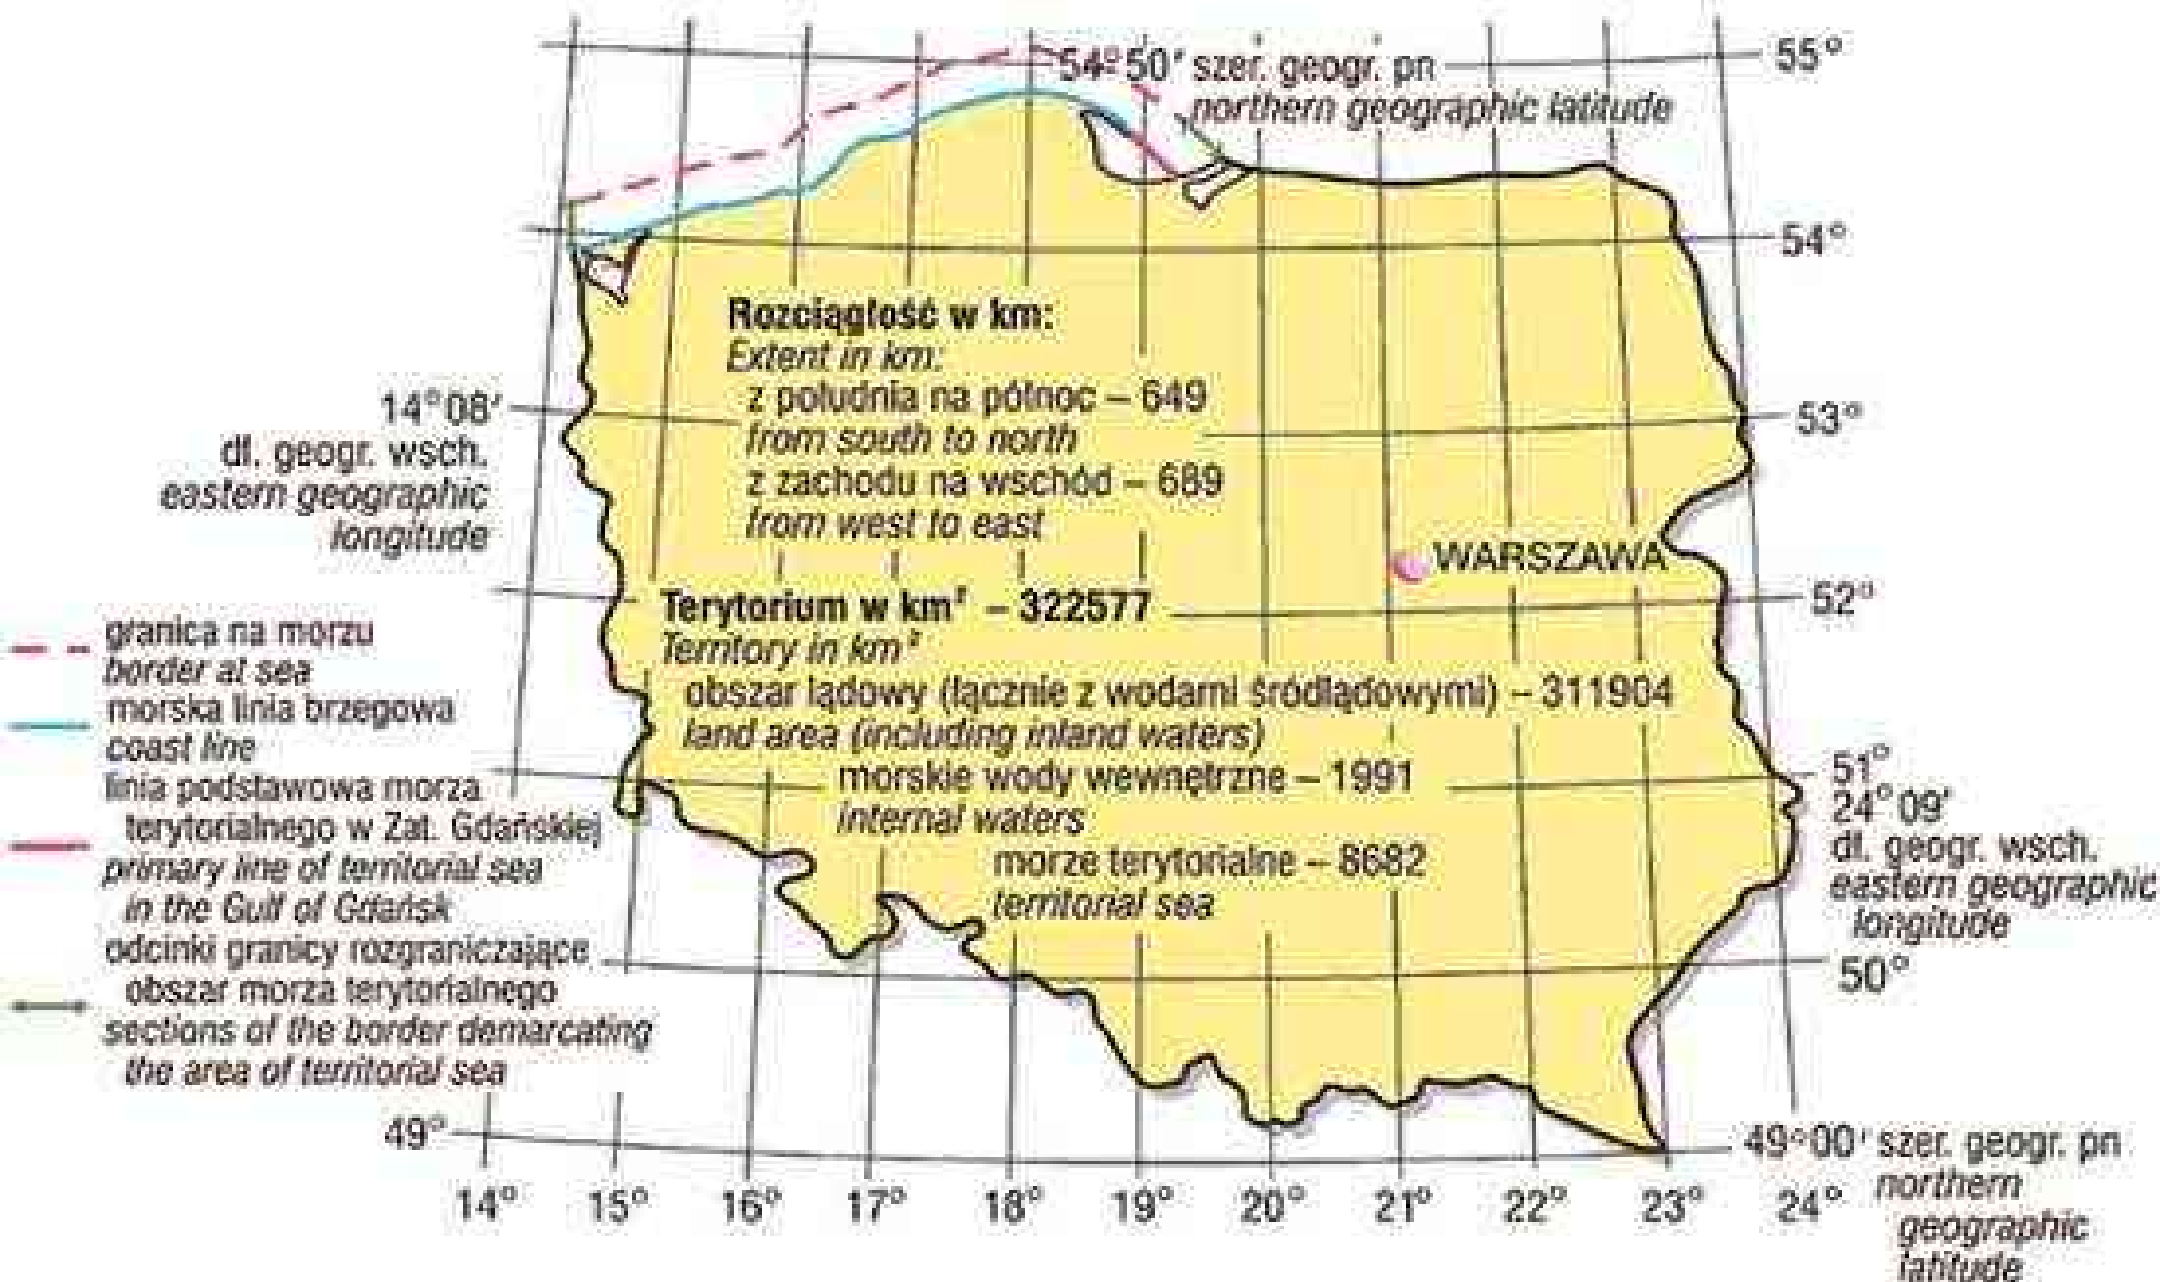 55°
54°50' szer. geogr. pn
northern geographic latitude
54°
Rozciągłość w km:
Extent in km:
z południa na północ – 649
from south to north
z zachodu na wschód – 689
from west to east
53°
14°08'
dł. geogr. wsch.
eastern geographic
longitude
WARSZAWA
52°
Terytorium w km² – 322577
Territory in km²
obszar lądowy (łącznie z wodami śródlądowymi) – 311904
land area (including inland waters)
morskie wody wewnętrzne – 1991
internal waters
morze terytorialne – 8682
territorial sea
51°
24°09'
dł. geogr. wsch.
eastern geographic
longitude
50°
granica na morzu
border at sea
morska linia brzegowa
coast line
linia podstawowa morza
terytorialnego w Zat. Gdańskiej
primary line of territorial sea
in the Gulf of Gdańsk
odcinki granicy rozgraniczające
obszar morza terytorialnego
sections of the border demarcating
the area of territorial sea
49°
49°00' szer. geogr. pn
northern
geographic
latitude
14° 15° 16° 17° 18° 19° 20° 21° 22° 23° 24°